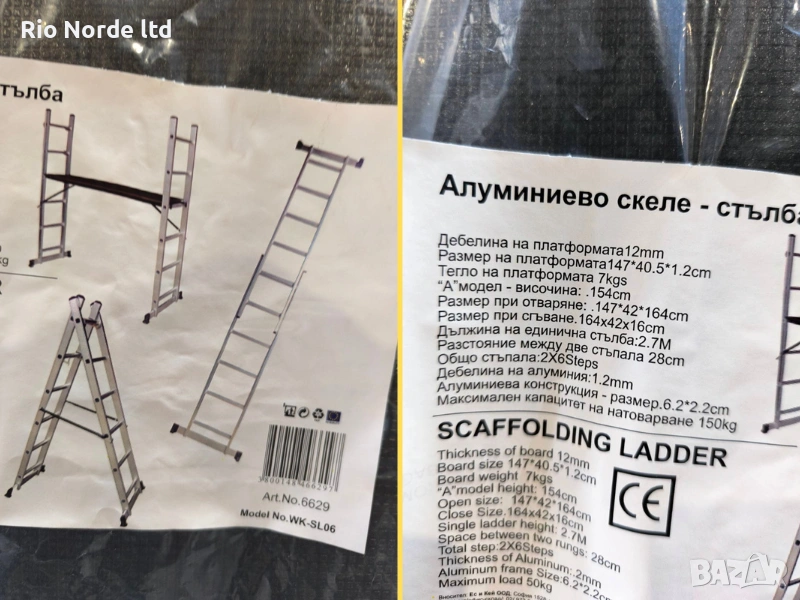 Rio Norde ltd
стълба
kg
R
Art.No.6629
Model No.WK-SL06
Алуминиево скеле - стълба
Дебелина на платформата12mm
Размер на платформата147*40.5*1.2cm
Тегло на платформата 7kgs
“А”модел - височина: .154cm
Размер при отваряне: .147*42*164cm
Размер при сгъване.164x42x16cm
Дължина на единична стълба:2.7M
Разстояние между две стъпала 28cm
Общо стъпала:2X6Steps
Дебелина на алуминия:1.2mm
Алуминиева конструкция - размер.6.2*2.2cm
Максимален капацитет на натоварване 150kg
SCAFFOLDING LADDER
Thickness of board 12mm
Board size 147*40.5*1.2cm
Board weight 7kgs
“A”model height: 154cm
Open size: 147*42*164cm
Close Size.164x42x16cm
Single ladder height: 2.7M
Space between two rungs: 28cm
Total step:2X6Steps
Thickness of Aluminum: .2mm
Aluminum frame Size:6.2*2.2cm
Maximum load 50kg
CE
BAZAR